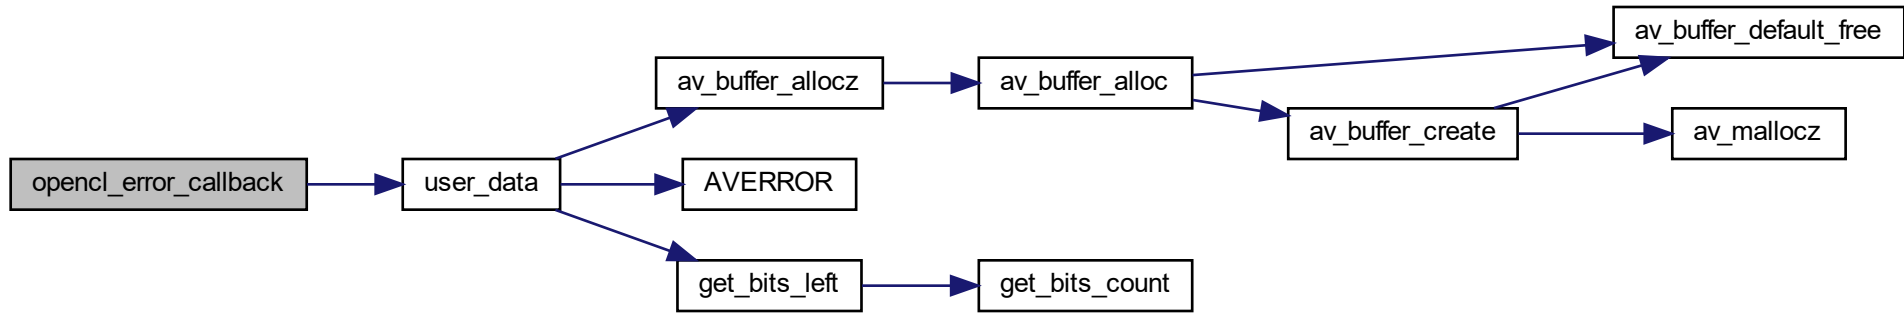 opencl_error_callback
user_data
av_buffer_allocz
AVERROR
get_bits_left
av_buffer_alloc
get_bits_count
av_buffer_create
av_buffer_default_free
av_mallocz